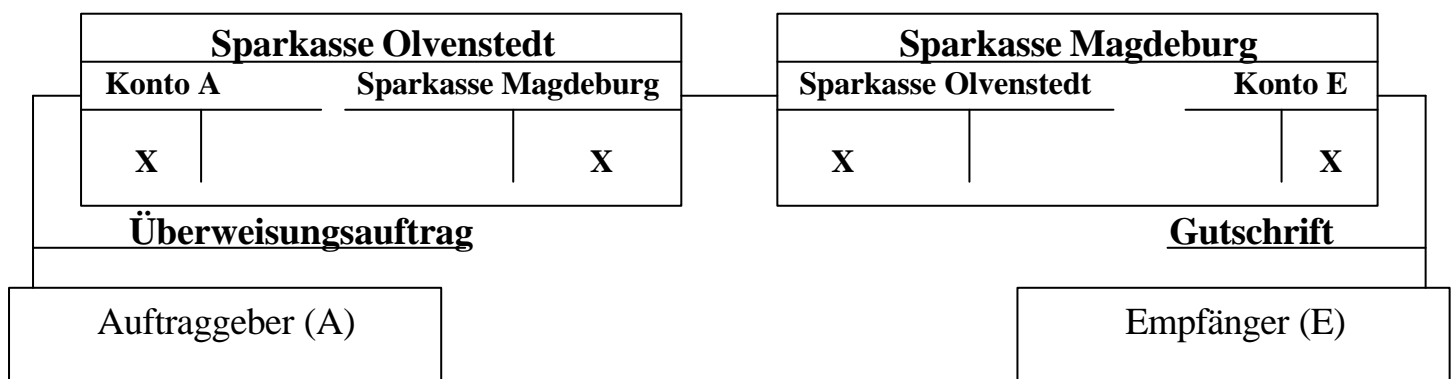 Sparkasse Olvenstedt
Sparkasse Magdeburg
Konto A Sparkasse Magdeburg
Sparkasse Olvenstedt Konto E
X X
X X
Überweisungsauftrag
Gutschrift
Auftraggeber (A)
Empfänger (E)